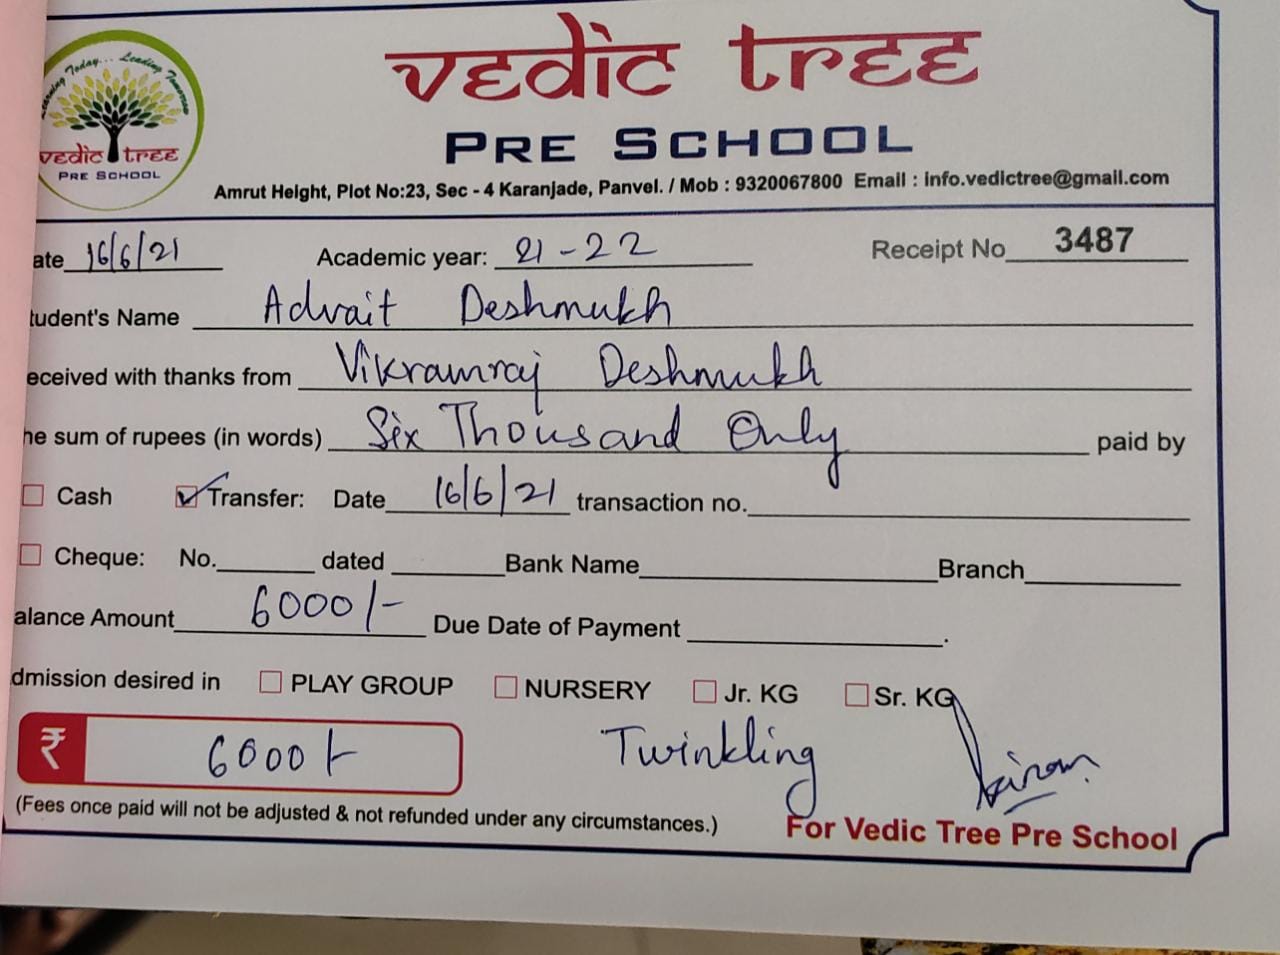 Learning Today... Leading Tomorrow
vedic tree
PRE SCHOOL
vedic tree
PRE SCHOOL
Amrut Height, Plot No:23, Sec - 4 Karanjade, Panvel. / Mob : 9320067800 Email : info.vedictree@gmail.com
ate 16/6/21 Academic year: 21-22 Receipt No 3487
tudent's Name Advait Deshmukh
eceived with thanks from Vikramraj Deshmukh
he sum of rupees (in words) Six Thousand Only paid by
Cash Transfer: Date 16/6/21 transaction no.
Cheque: No. dated Bank Name Branch
alance Amount 6000/- Due Date of Payment .
dmission desired in PLAY GROUP NURSERY Jr. KG Sr. KG
₹ 6000/- Twinkling
(Fees once paid will not be adjusted & not refunded under any circumstances.)
For Vedic Tree Pre School